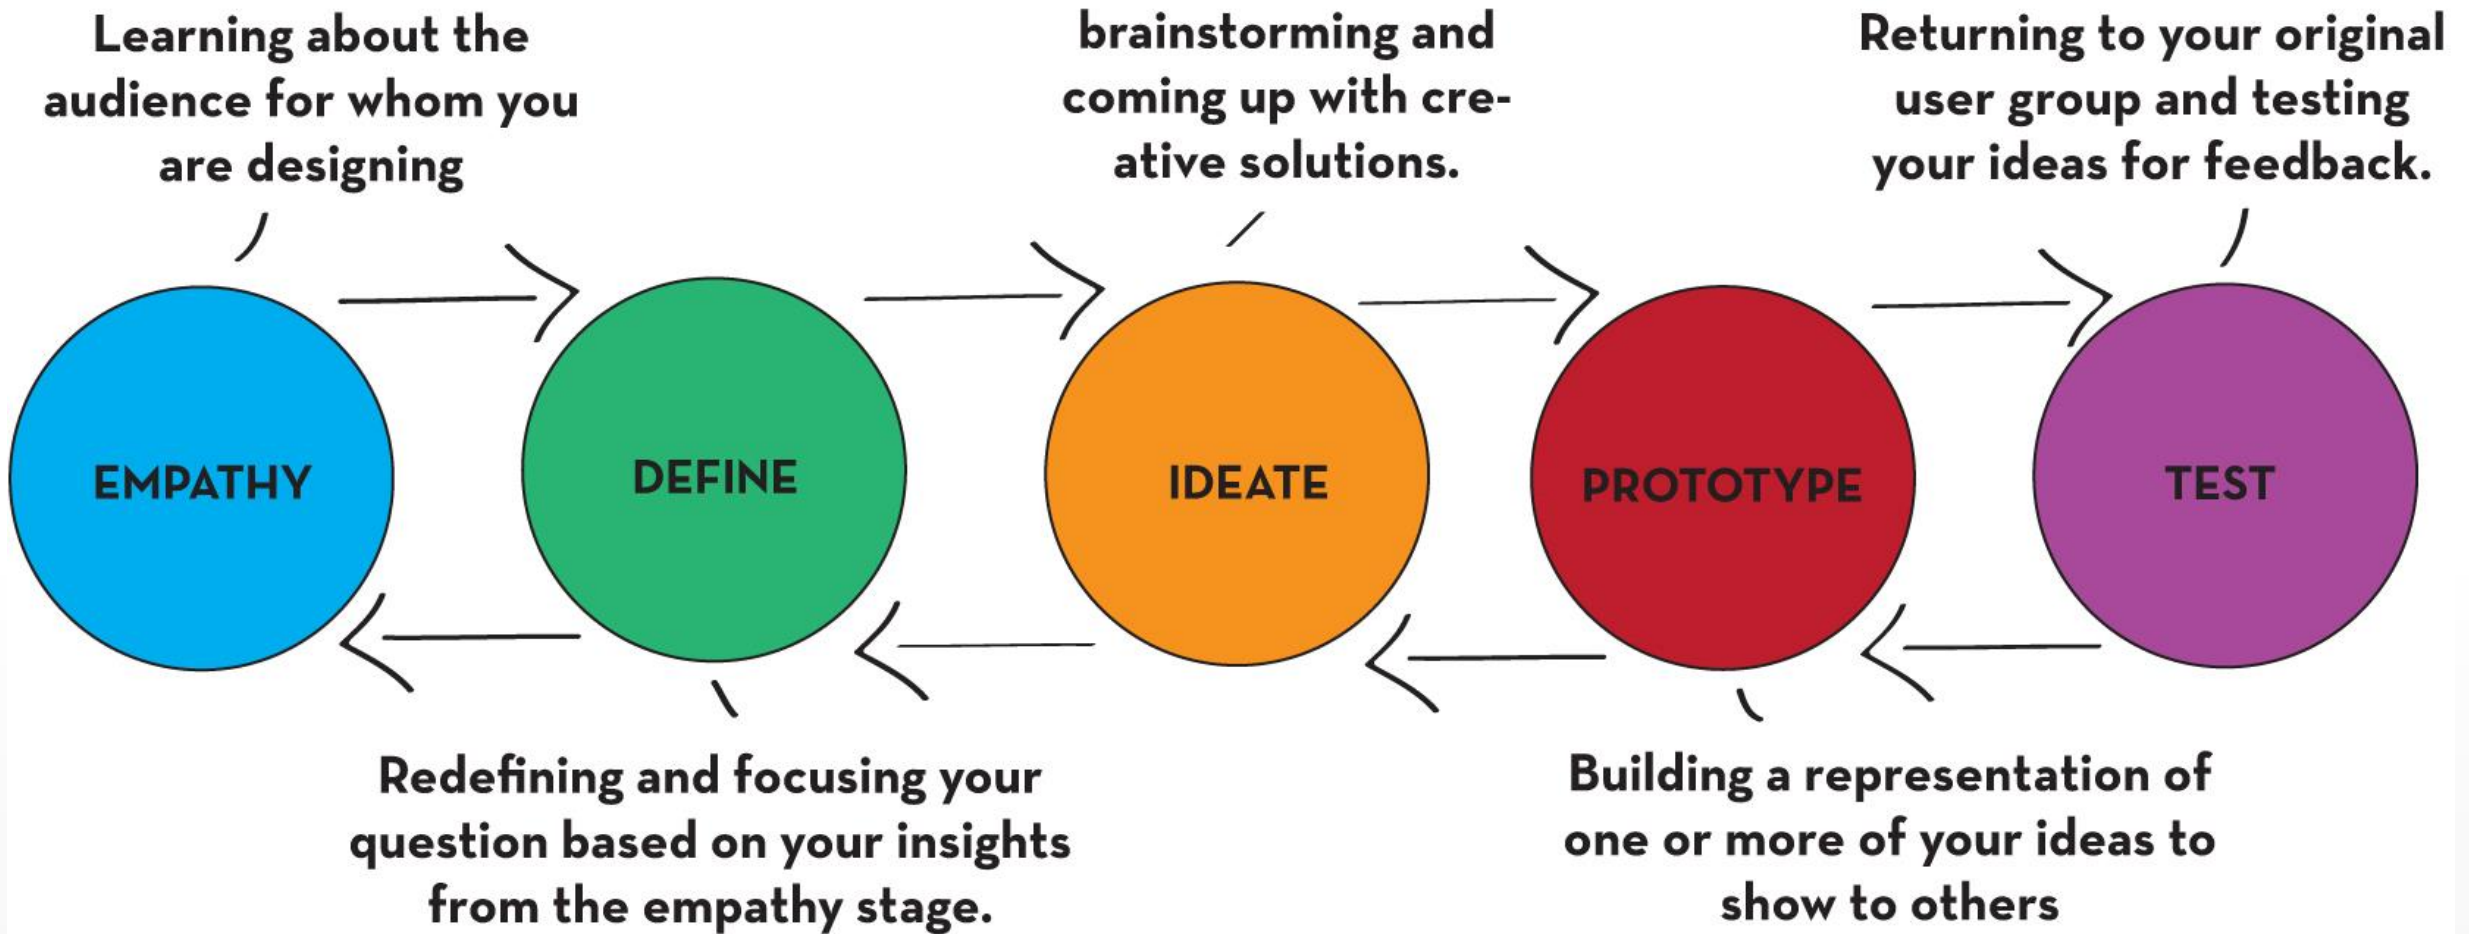 Learning about the
audience for whom you
are designing
brainstorming and
coming up with cre-
ative solutions.
Returning to your original
user group and testing
your ideas for feedback.
EMPATHY
DEFINE
IDEATE
PROTOTYPE
TEST
Redefining and focusing your
question based on your insights
from the empathy stage.
Building a representation of
one or more of your ideas to
show to others